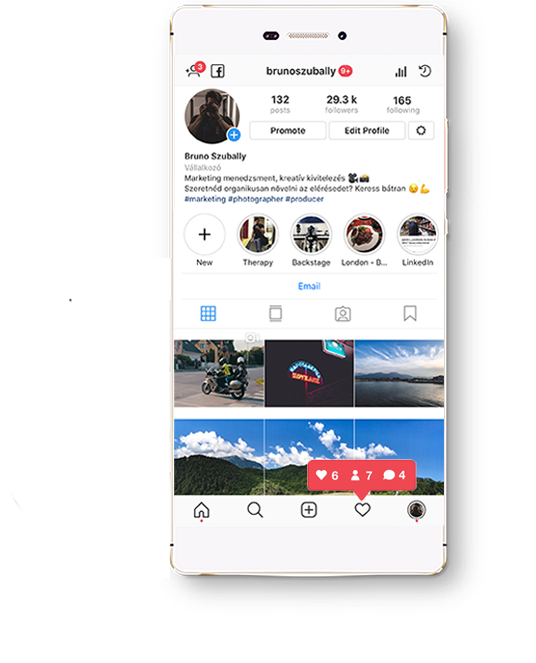 3
brunoszubally 9+
132 29.3 k 165
posts followers following
Promote Edit Profile
Bruno Szubally
Vállalkozó
Marketing menedzsment, kreatív kivitelezés 🎥📸
Szeretnéd organikusan növelni az elérésedet? Keress bátran 😉💪
#marketing #photographer #producer
New Therapy Backstage London - B... LinkedIn
Email
6 7 4